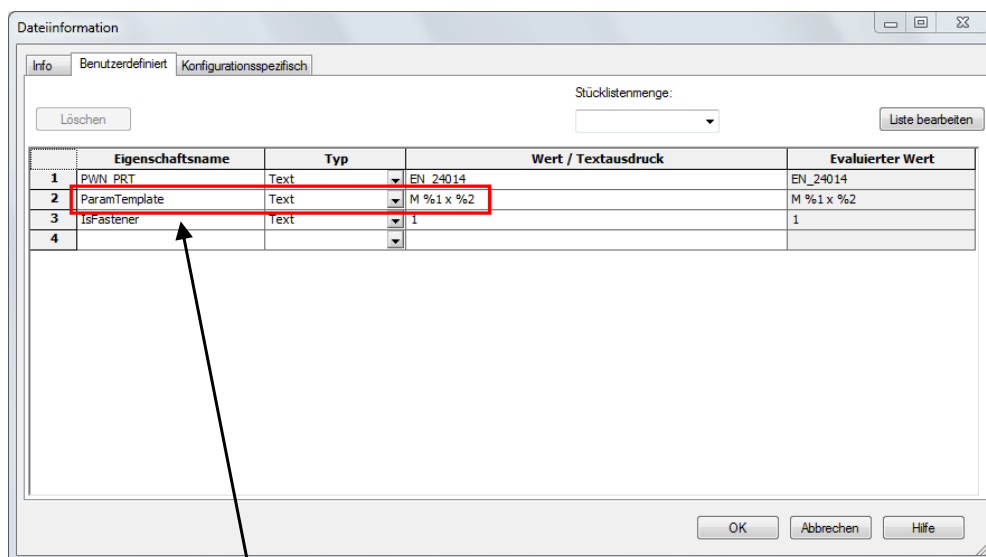 Dateiinformation
Info Benutzerdefiniert Konfigurationsspezifisch
Stücklistenmenge:
Löschen Liste bearbeiten
Eigenschaftsname Typ Wert / Textausdruck Evaluierter Wert
1 PWN_PRT Text EN_24014 EN_24014
2 ParamTemplate Text M %1 x %2 M %1 x %2
3 IsFastener Text 1 1
4
OK Abbrechen Hilfe